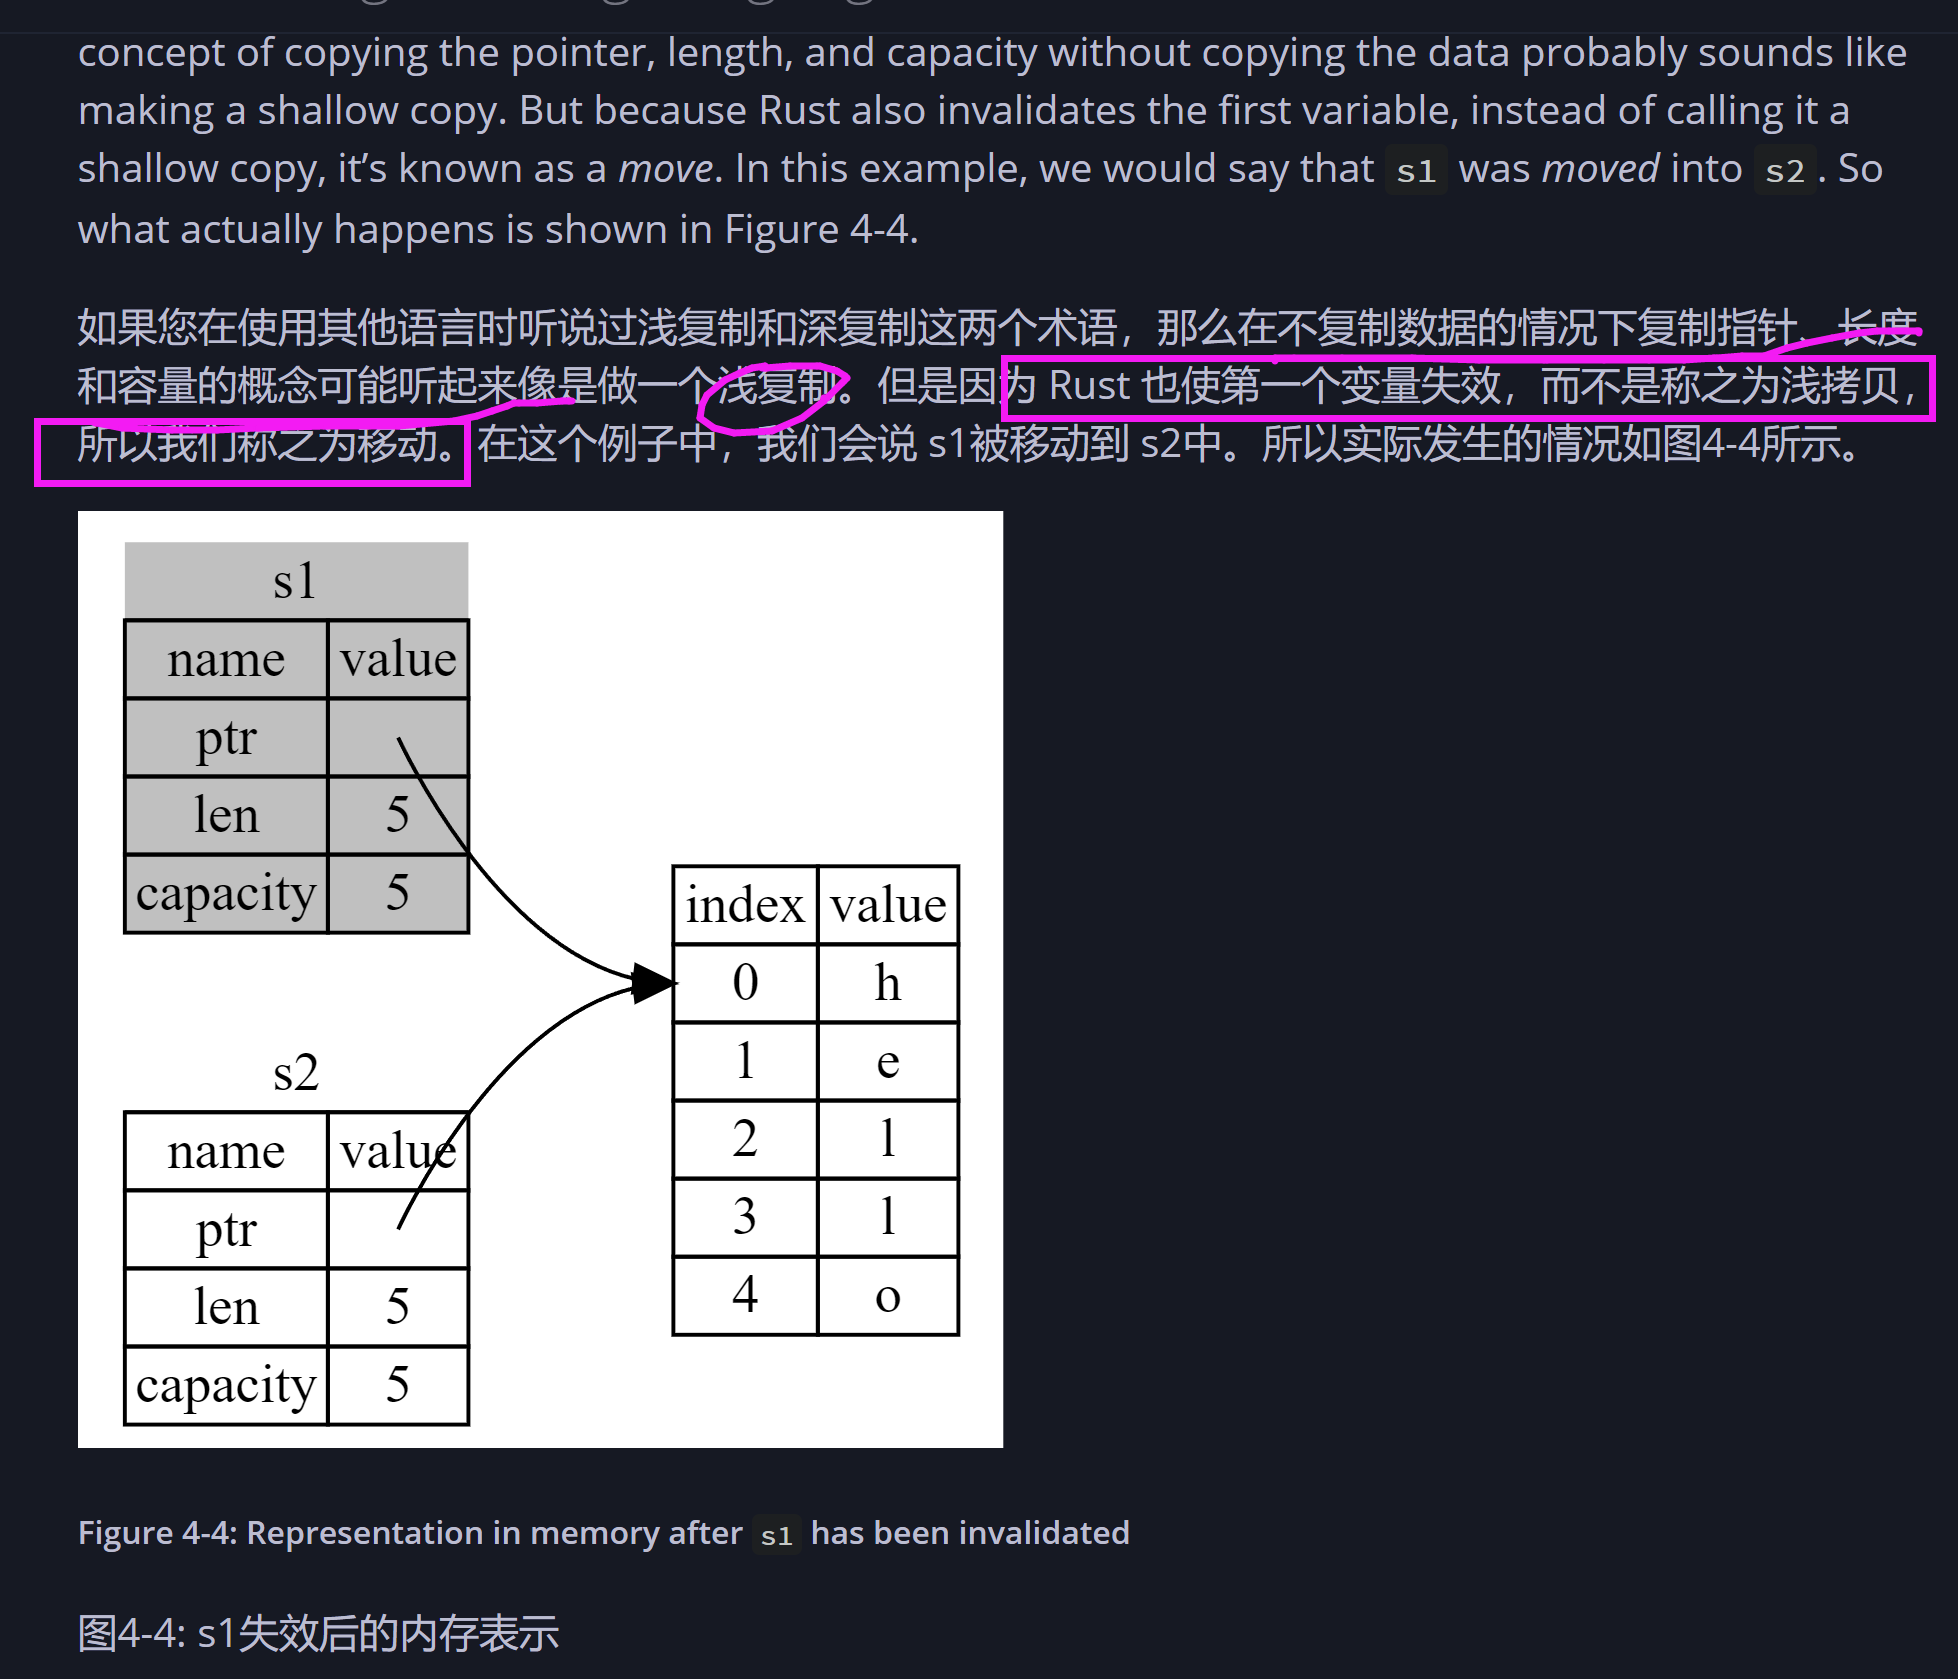 concept of copying the pointer, length, and capacity without copying the data probably sounds like
making a shallow copy. But because Rust also invalidates the first variable, instead of calling it a
shallow copy, it’s known as a move. In this example, we would say that s1 was moved into s2. So
what actually happens is shown in Figure 4-4.
如果您在使用其他语言时听说过浅复制和深复制这两个术语，那么在不复制数据的情况下复制指针、长度
和容量的概念可能听起来像是做一个浅复制。但是因为 Rust 也使第一个变量失效，而不是称之为浅拷贝，
所以我们称之为移动。在这个例子中，我们会说 s1被移动到 s2中。所以实际发生的情况如图4-4所示。
s1
name value
ptr
len 5
capacity 5
s2
name value
ptr
len 5
capacity 5
index value
0 h
1 e
2 l
3 l
4 o
Figure 4-4: Representation in memory after s1 has been invalidated
图4-4: s1失效后的内存表示